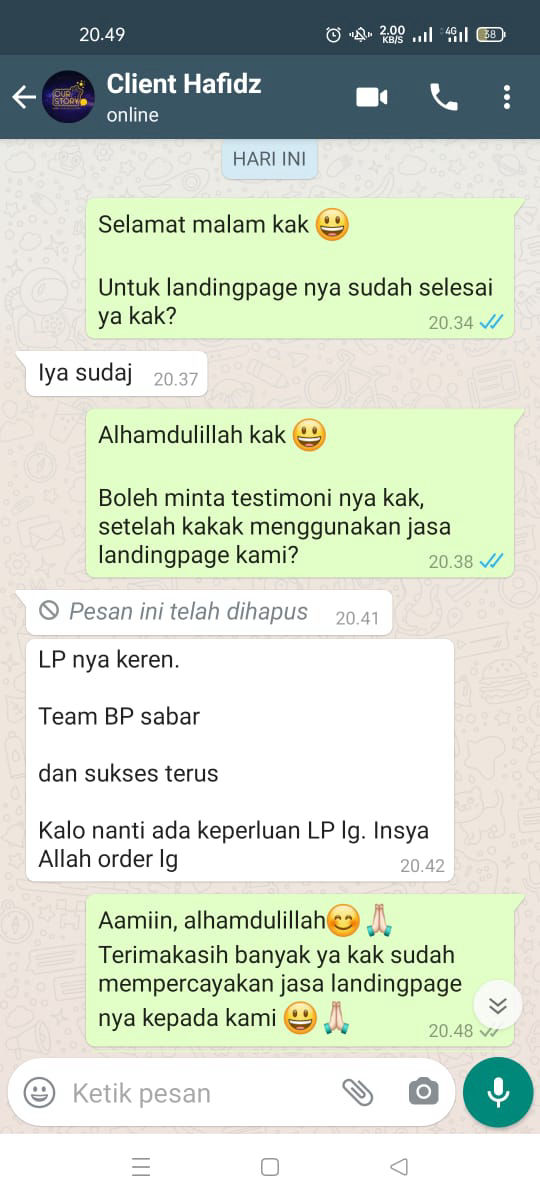 20.49
2.00
KB/S
4G
38
Client Hafidz
online
OUR
STORY
HARI INI
Selamat malam kak 😃
Untuk landingpage nya sudah selesai
ya kak?
20.34
Iya sudaj 20.37
Alhamdulillah kak 😃
Boleh minta testimoni nya kak,
setelah kakak menggunakan jasa
landingpage kami?
20.38
Pesan ini telah dihapus 20.41
LP nya keren.
Team BP sabar
dan sukses terus
Kalo nanti ada keperluan LP lg. Insya
Allah order lg
20.42
Aamiin, alhamdulillah😊🙏🏻
Terimakasih banyak ya kak sudah
mempercayakan jasa landingpage
nya kepada kami 😃🙏🏻
20.48
Ketik pesan